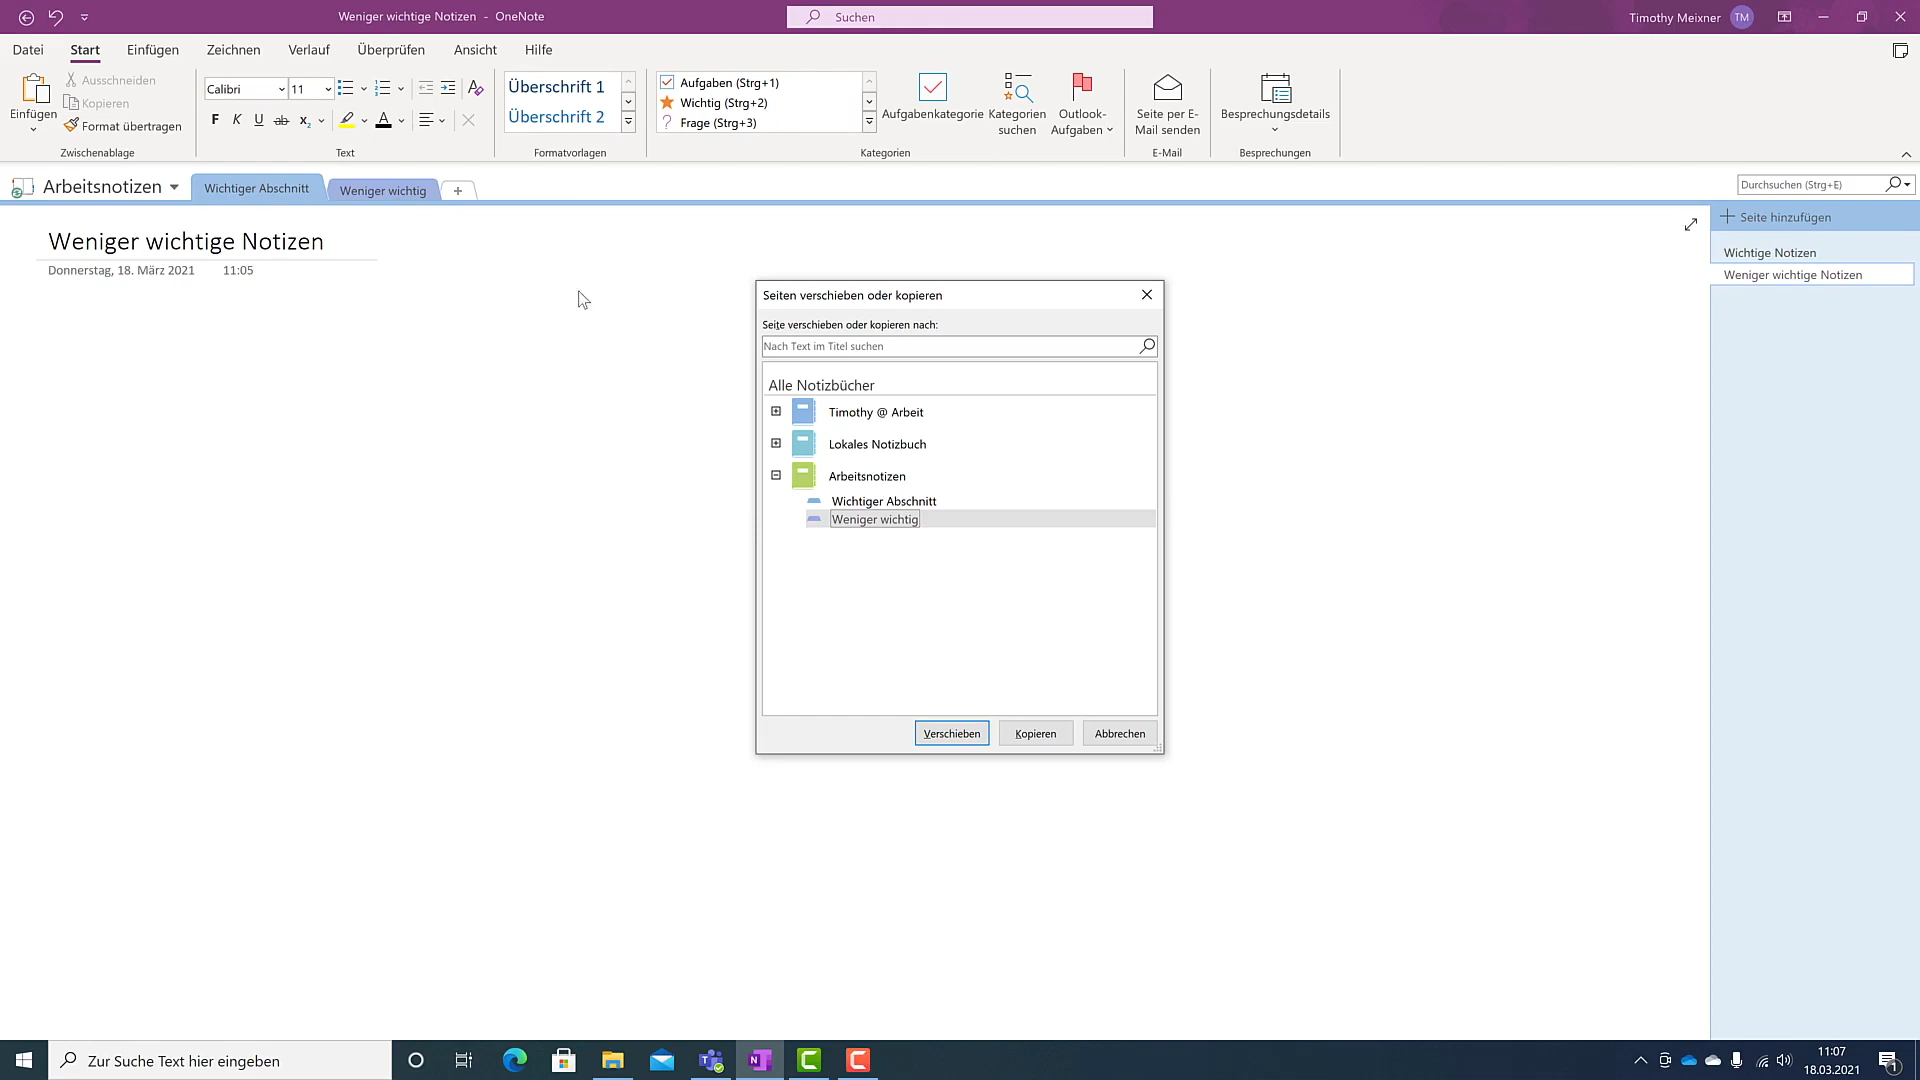 Weniger wichtige Notizen - OneNote
Suchen
Timothy Meixner TM
Datei Start Einfügen Zeichnen Verlauf Überprüfen Ansicht Hilfe
Einfügen
Ausschneiden
Kopieren
Format übertragen
Zwischenablage
Calibri 11
F K U ab x₂ A
Text
Überschrift 1
Überschrift 2
Formatvorlagen
Aufgaben (Strg+1)
Wichtig (Strg+2)
Frage (Strg+3)
Aufgabenkategorie
Kategorien suchen
Outlook-Aufgaben
Kategorien
Seite per E-Mail senden
E-Mail
Besprechungsdetails
Besprechungen
Arbeitsnotizen Wichtiger Abschnitt Weniger wichtig +
Durchsuchen (Strg+E)
Seite hinzufügen
Wichtige Notizen
Weniger wichtige Notizen
Weniger wichtige Notizen
Donnerstag, 18. März 2021 11:05
Seiten verschieben oder kopieren
Seite verschieben oder kopieren nach:
Nach Text im Titel suchen
Alle Notizbücher
Timothy @ Arbeit
Lokales Notizbuch
Arbeitsnotizen
Wichtiger Abschnitt
Weniger wichtig
Verschieben Kopieren Abbrechen
Zur Suche Text hier eingeben
11:07
18.03.2021
1